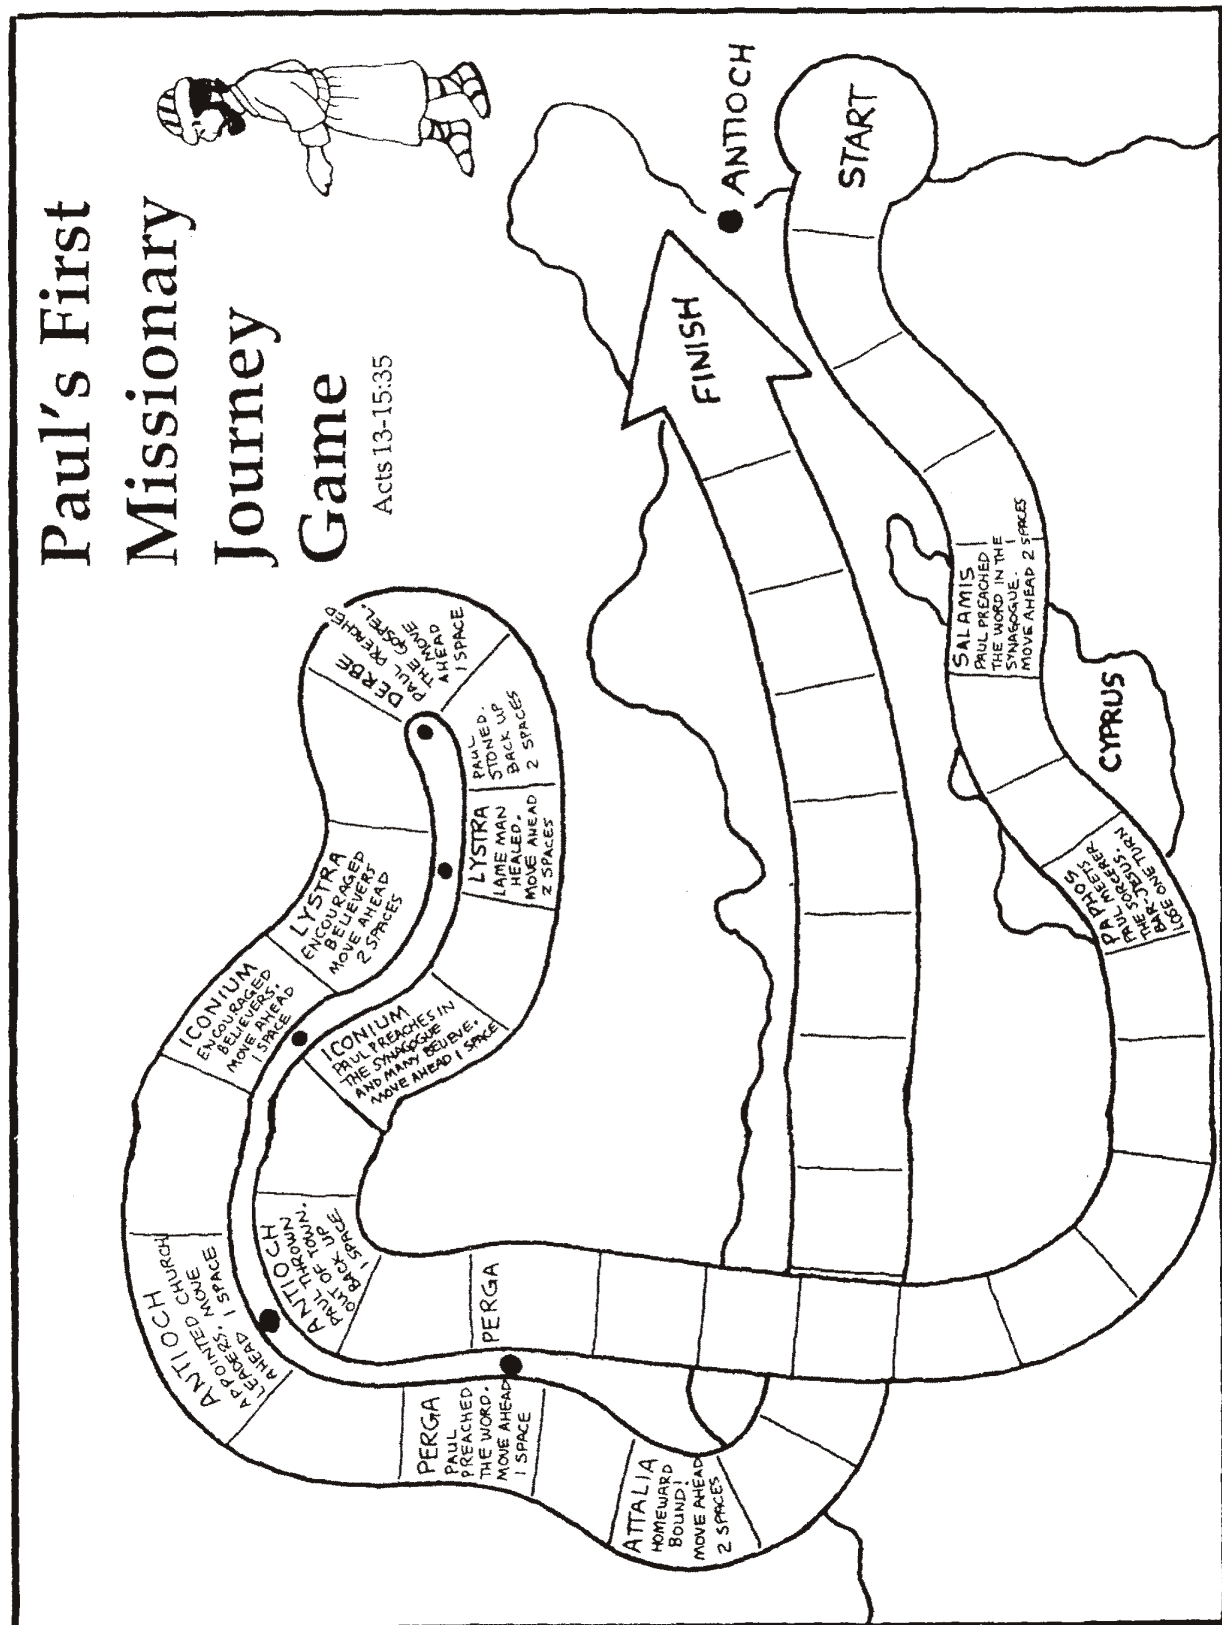 Paul's First
Missionary
Journey
Game
Acts 13-15:35
ANTIOCH
START
SALAMIS
PAUL PREACHED
THE WORD IN THE
SYNAGOGUE.
MOVE AHEAD 2 SPACES
CYPRUS
PAPHOS
PAUL MEETS
THE SORCERER
BAR-JESUS.
LOSE ONE TURN
PERGA
ANTIOCH
PAUL THROWN
OUT OF TOWN.
BACK UP
1 SPACE
ICONIUM
PAUL PREACHES IN
THE SYNAGOGUE
AND MANY BELIEVE.
MOVE AHEAD 1 SPACE
LYSTRA
LAME MAN
HEALED.
MOVE AHEAD
2 SPACES
PAUL
STONED.
BACK UP
2 SPACES
DERBE
PAUL PREACHED
THE GOSPEL.
MOVE
AHEAD
1 SPACE
LYSTRA
ENCOURAGED
BELIEVERS
MOVE AHEAD
2 SPACES
ICONIUM
ENCOURAGED
BELIEVERS.
MOVE AHEAD
1 SPACE
ANTIOCH
APPOINTED CHURCH
LEADERS. MOVE
AHEAD 1 SPACE
PERGA
PAUL
PREACHED
THE WORD.
MOVE AHEAD
1 SPACE
ATTALIA
HOMEWARD
BOUND!
MOVE AHEAD
2 SPACES
FINISH